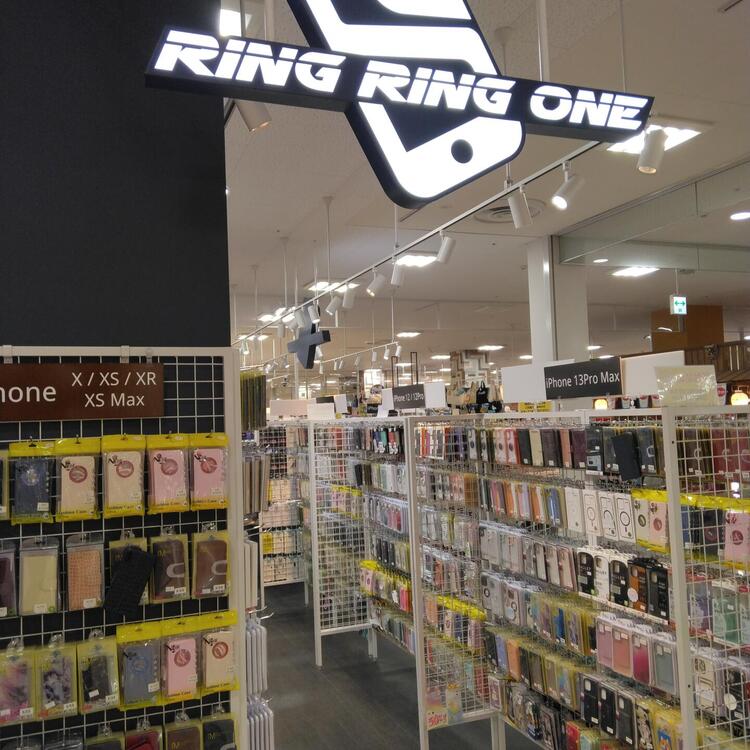 RING RING ONE
hone
X / XS / XR
XS Max
iPhone 12 / 12Pro
iPhone 13Pro Max